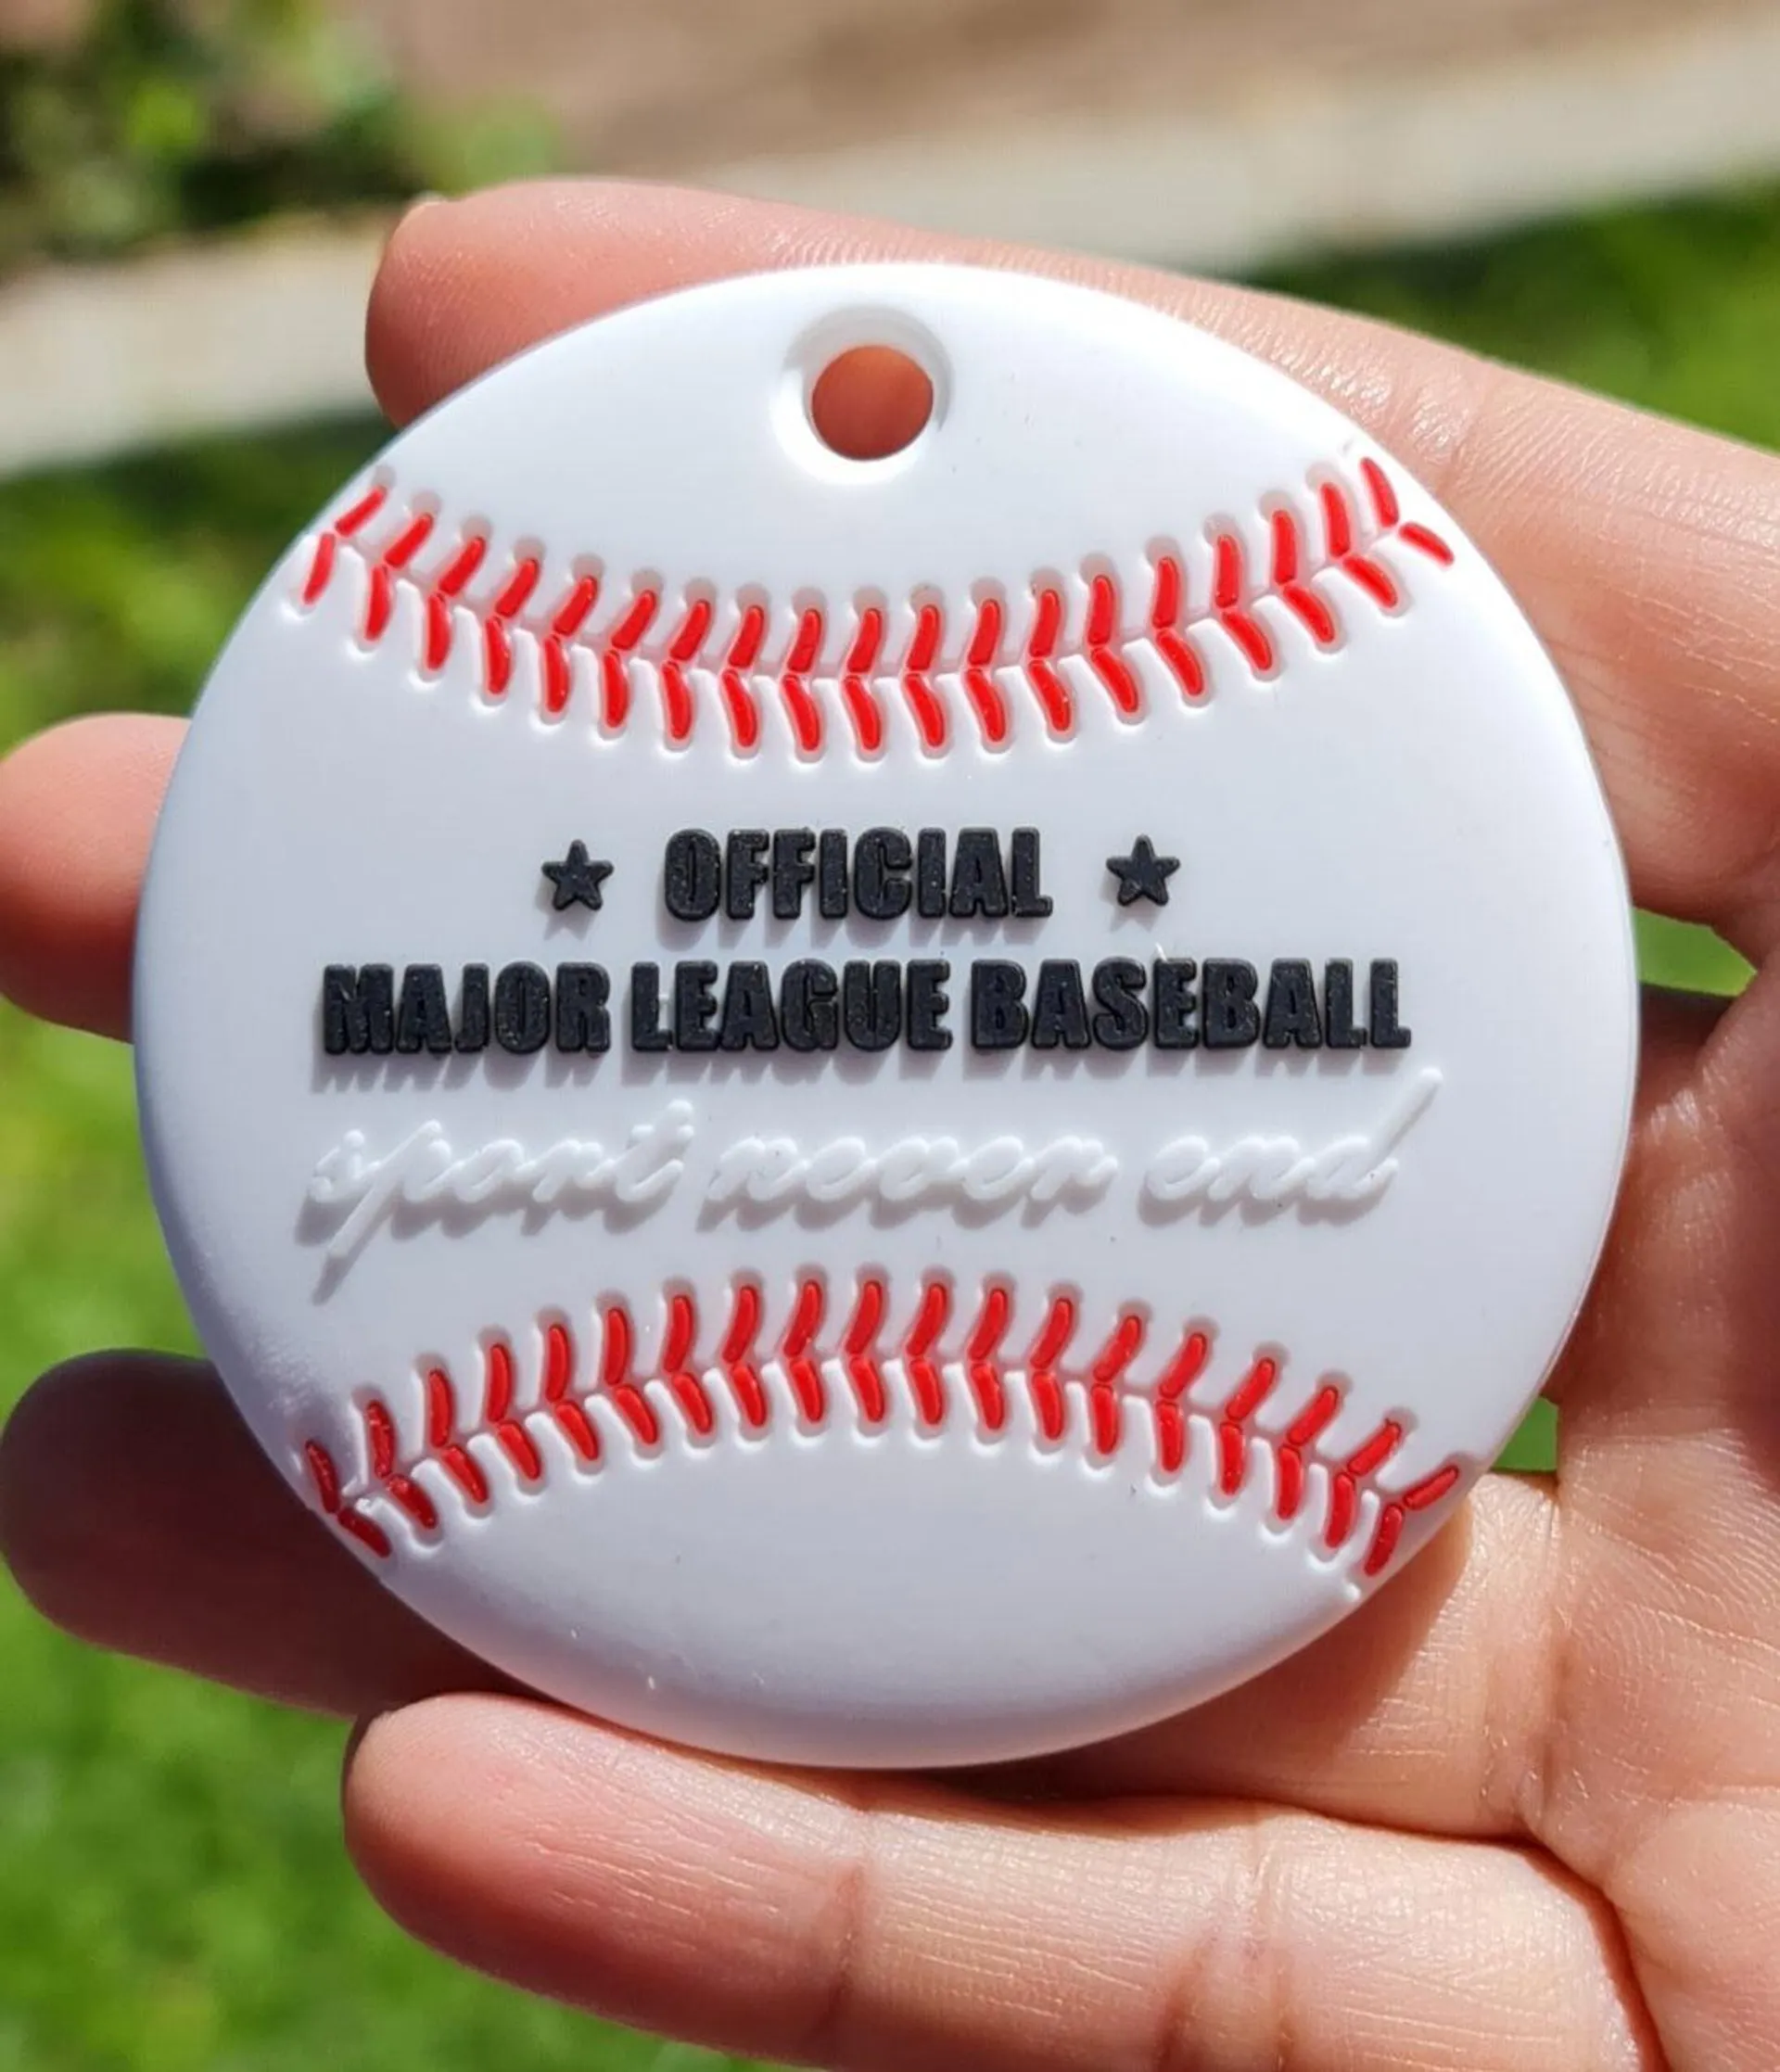 ★ OFFICIAL ★
MAJOR LEAGUE BASEBALL
sport never end